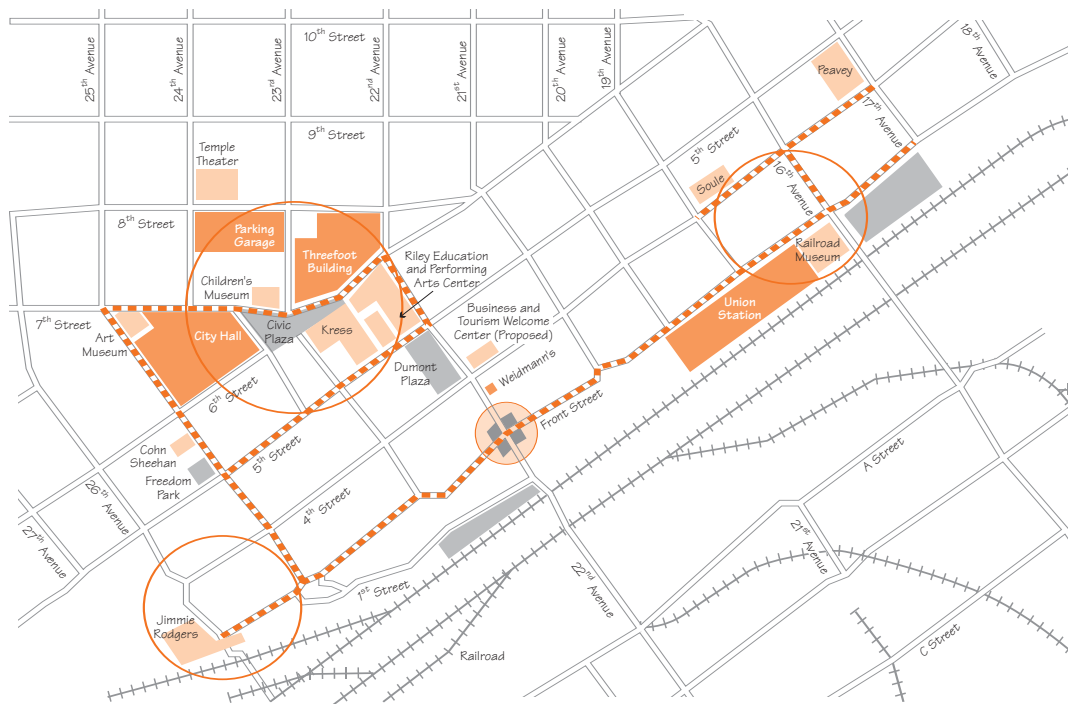 10th Street
25th Avenue
24th Avenue
23rd Avenue
22nd Avenue
21st Avenue
20th Avenue
19th Avenue
18th Avenue
Peavey
17th Avenue
9th Street
5th Street
Temple
Theater
16th Avenue
Soule
8th Street
Parking
Garage
Threefoot
Building
Railroad
Museum
Riley Education
and Performing
Arts Center
Children's
Museum
Union
Station
Business and
Tourism Welcome
Center (Proposed)
7th Street
Art
Museum
City Hall
Civic
Plaza
Kress
Dumont
Plaza
Weidmann's
6th Street
Front Street
5th Street
Cohn
Sheehan
Freedom
Park
A Street
26th Avenue
4th Street
27th Avenue
21st Avenue
1st Street
22nd Avenue
Jimmie
Rodgers
Railroad
C Street